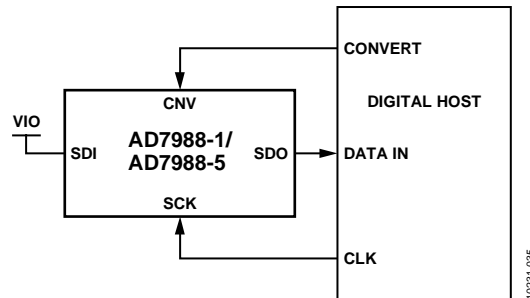 CONVERT
DIGITAL HOST
CNV
VIO
AD7988-1/
AD7988-5
SDI
SDO
DATA IN
SCK
CLK